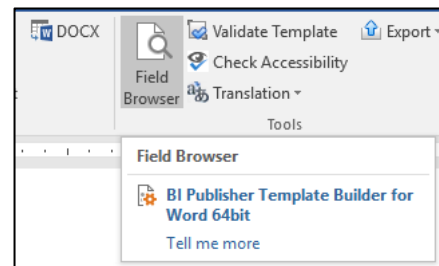 DOCX
Field
Browser
Validate Template
Export
Check Accessibility
Translation
Tools
Field Browser
BI Publisher Template Builder for
Word 64bit
Tell me more